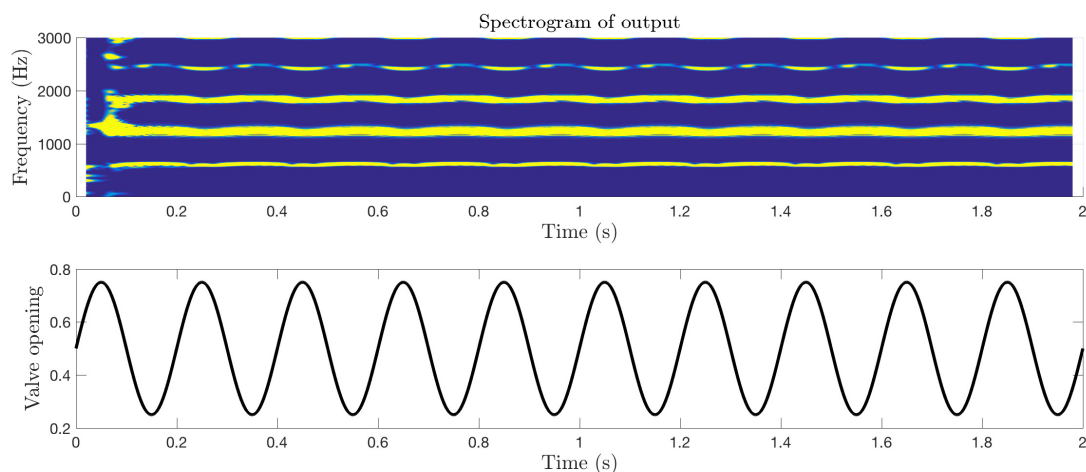 Spectrogram of output
Frequency (Hz)
3000
2000
1000
0
0 0.2 0.4 0.6 0.8 1 1.2 1.4 1.6 1.8 2
Time (s)
Valve opening
0.8
0.6
0.4
0.2
0 0.2 0.4 0.6 0.8 1 1.2 1.4 1.6 1.8 2
Time (s)